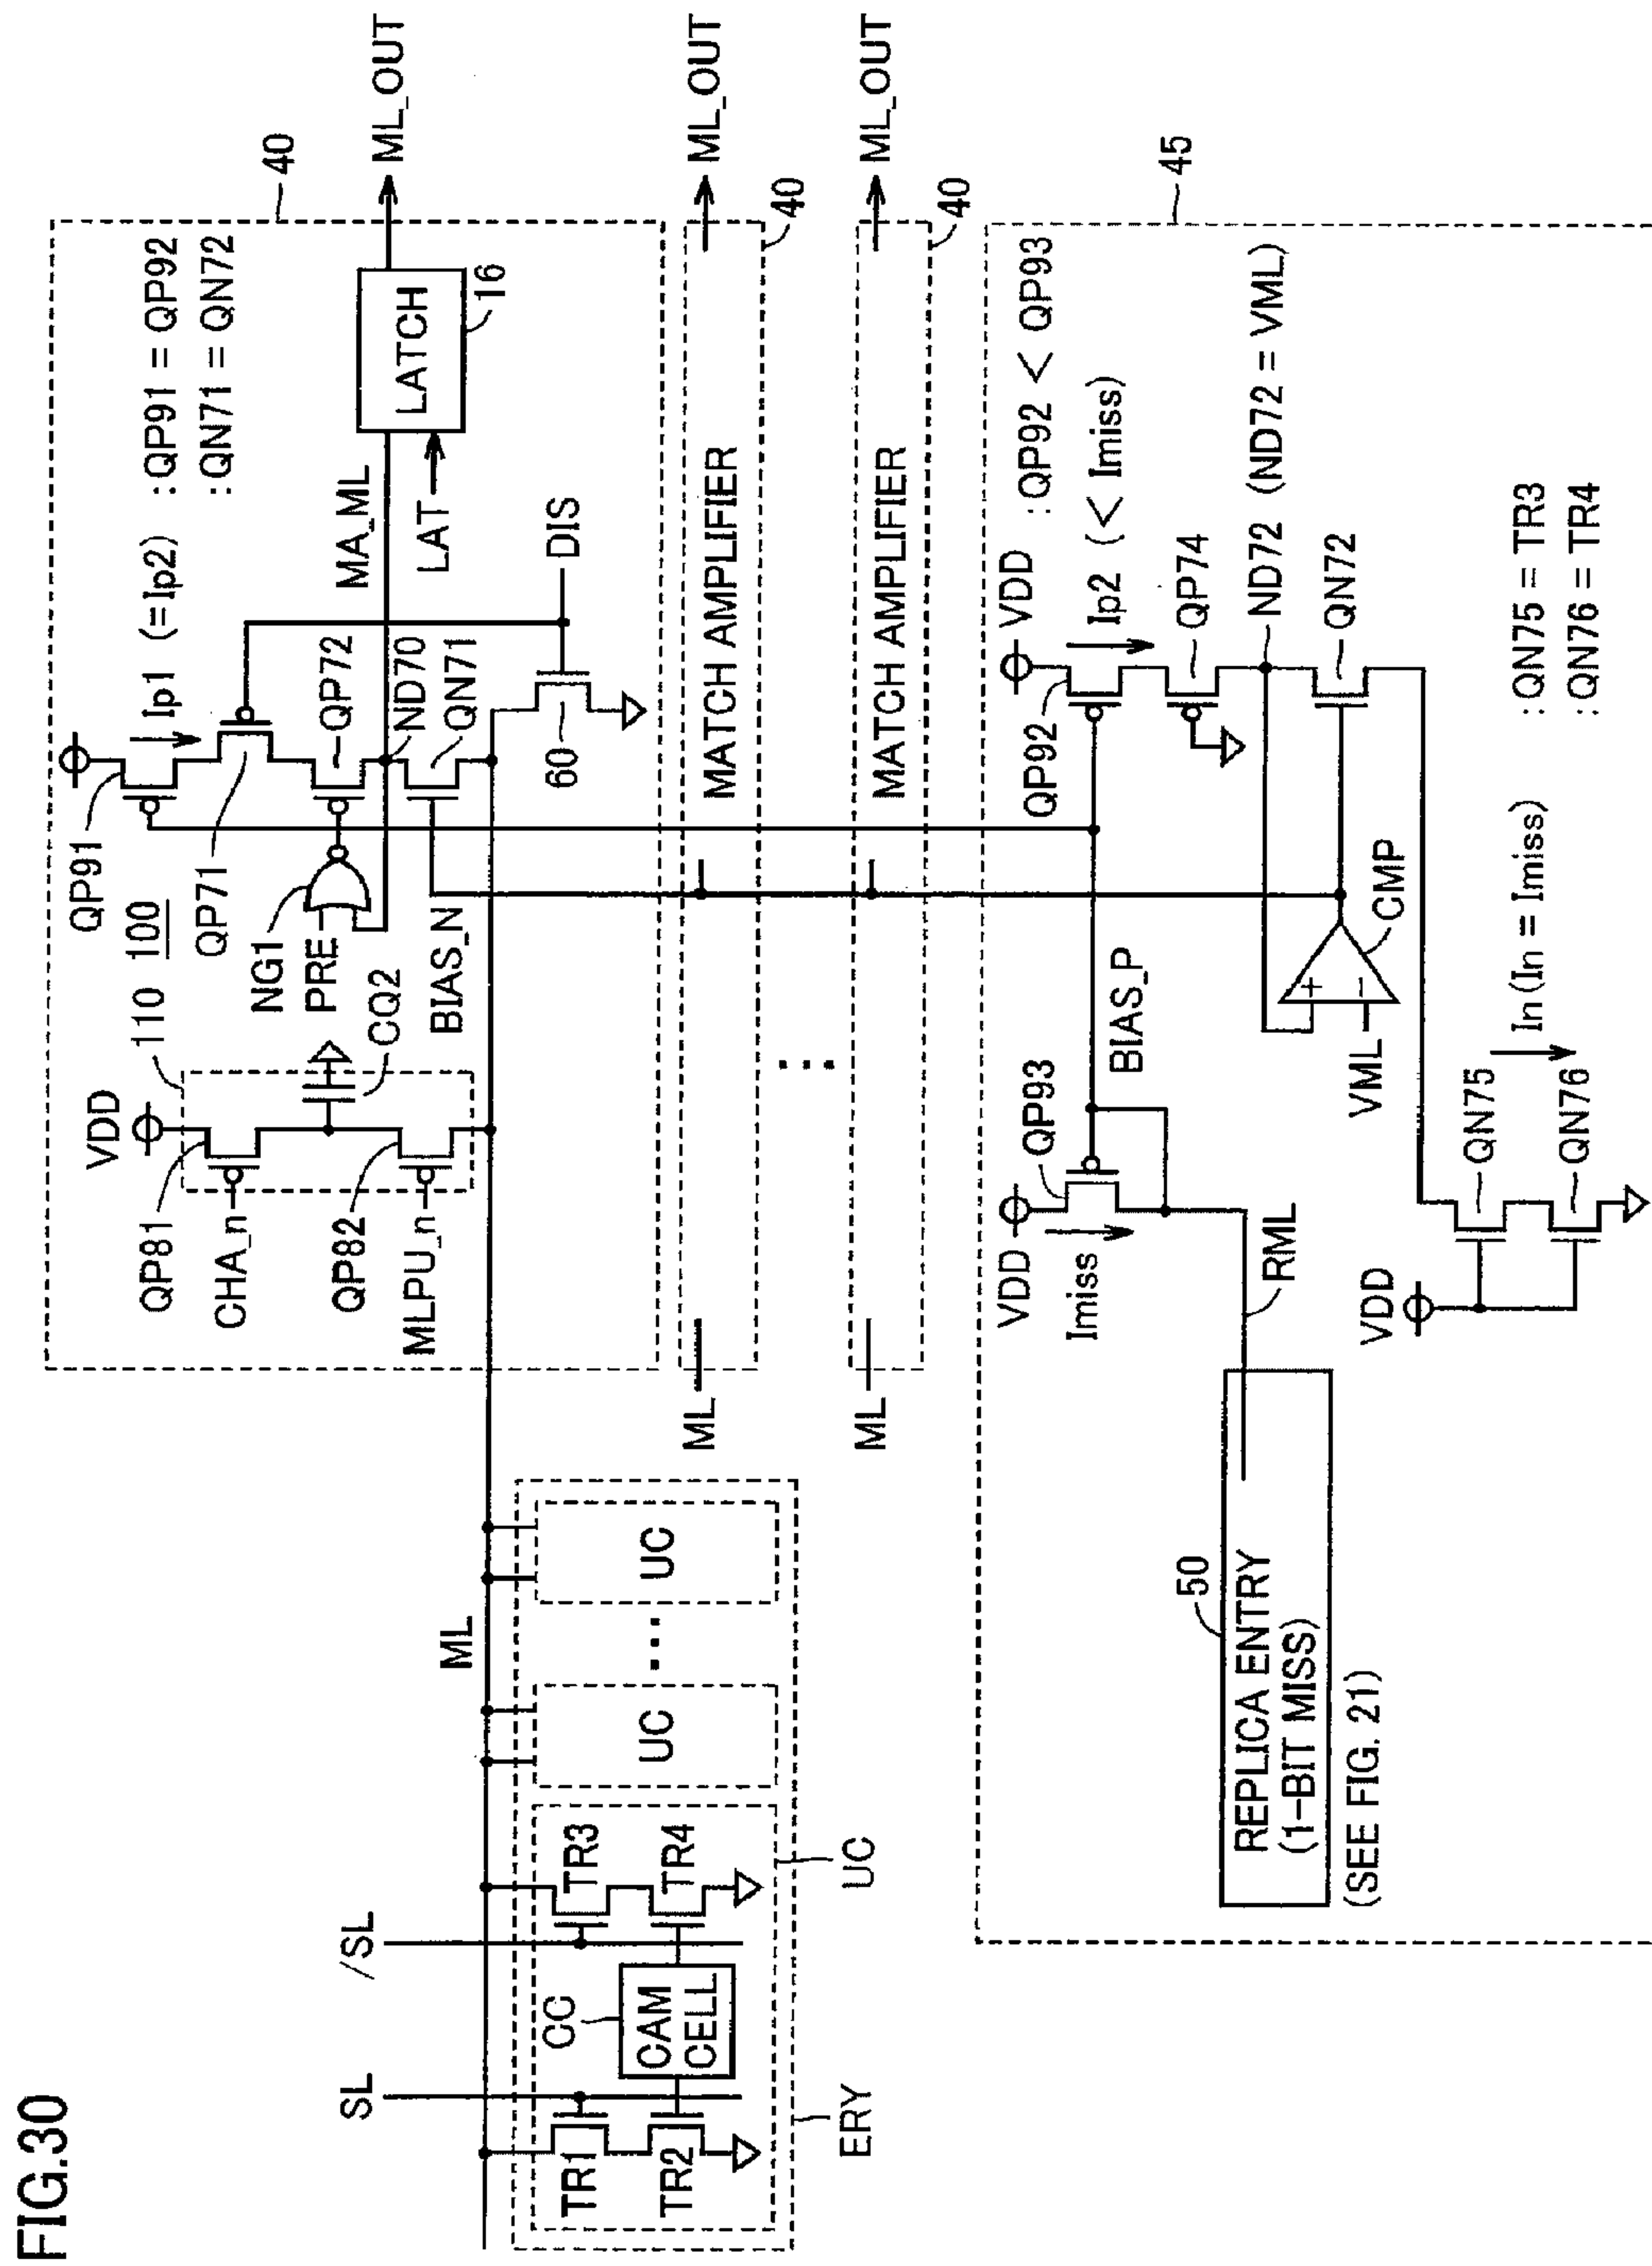 FIG.30
SL
/SL
ML
CC
CAM
CELL
TR1
TR2
TR3
TR4
UC
UC
UC
ERY
40
VDD
110
100
QP81
CHA_n
QP82
MLPU_n
CQ2
QP91
QP71
NG1
PRE
BIAS_N
Ip1 (=Ip2)
:QP91 = QP92
:QN71 = QN72
QP72
ND70
QN71
MA_ML
LAT
LATCH
16
ML_OUT
60
DIS
ML
MATCH AMPLIFIER
ML_OUT
40
ML
MATCH AMPLIFIER
ML_OUT
40
45
VDD
QP93
Imiss
BIAS_P
RML
50
REPLICA ENTRY
(1-BIT MISS)
(SEE FIG. 21)
VDD
QP92
:QP92 < QP93
Ip2 (< Imiss)
QP74
ND72 (ND72 = VML)
QN72
+
-
CMP
VML
VDD
QN75
QN76
In(In = Imiss)
:QN75 = TR3
:QN76 = TR4